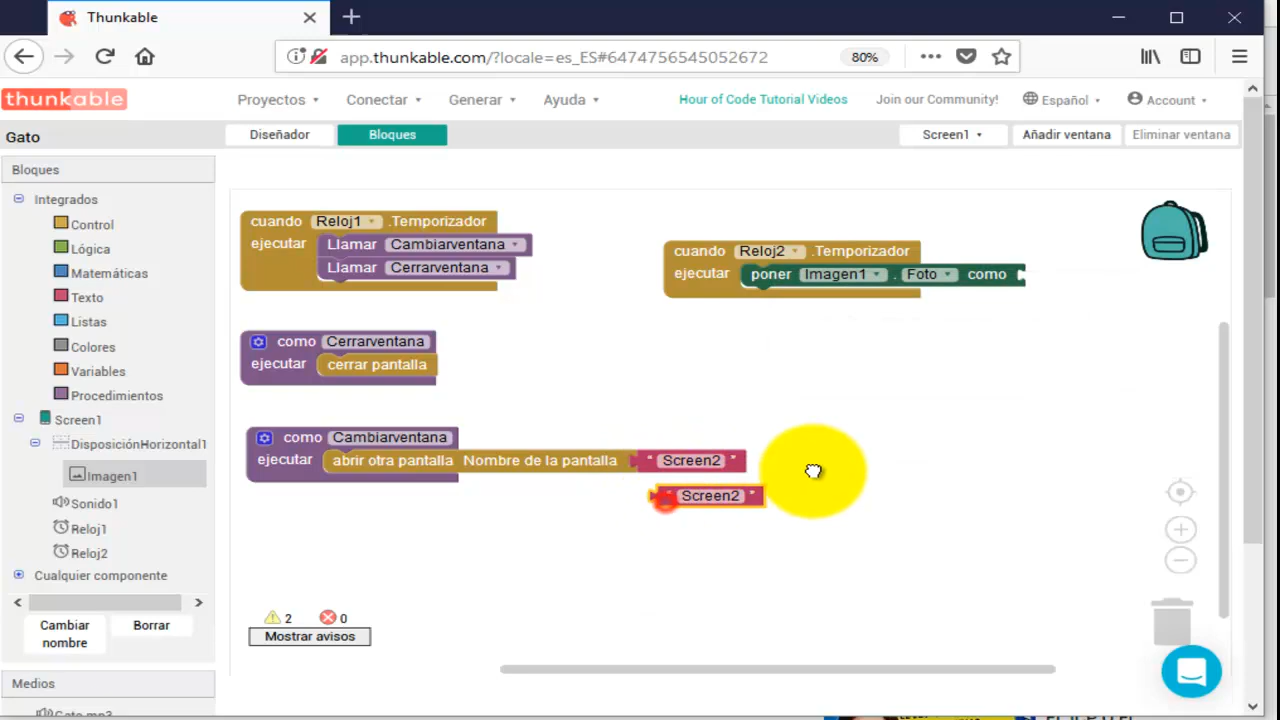 Thunkable
app.thunkable.com/?locale=es_ES#6474756545052672
80%
thunkable
Proyectos
Conectar
Generar
Ayuda
Hour of Code Tutorial Videos
Join our Community!
Español
Account
Gato
Diseñador
Bloques
Screen1
Añadir ventana
Eliminar ventana
Bloques
Integrados
Control
Lógica
Matemáticas
Texto
Listas
Colores
Variables
Procedimientos
Screen1
DisposiciónHorizontal1
Imagen1
Sonido1
Reloj1
Reloj2
Cualquier componente
Cambiar
nombre
Borrar
Medios
Gato.mp3
cuando Reloj1 .Temporizador
ejecutar Llamar Cambiarventana
Llamar Cerrarventana
cuando Reloj2 .Temporizador
ejecutar poner Imagen1 . Foto como
como Cerrarventana
ejecutar cerrar pantalla
como Cambiarventana
ejecutar abrir otra pantalla Nombre de la pantalla " Screen2 "
" Screen2 "
2 0
Mostrar avisos